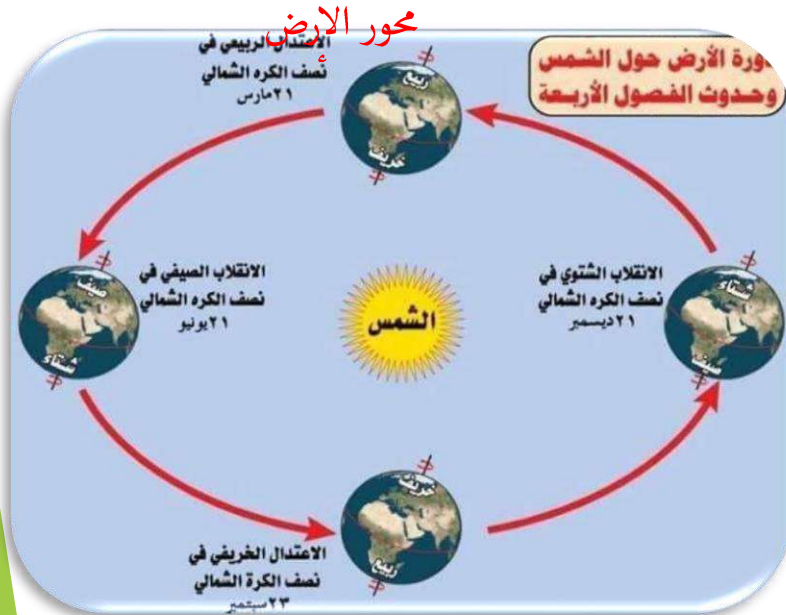 محور الارض
دورة الأرض حول الشمس
وحدوث الفصول الأربعة
الاعتدال الربيعي في
نصف الكره الشمالي
٢١ مارس
ربيع
خريف
الانقلاب الشتوي في
نصف الكره الشمالي
٢١ ديسمبر
شتاء
صيف
الشمس
الانقلاب الصيفي في
نصف الكره الشمالي
٢١ يونيو
صيف
شتاء
الاعتدال الخريفي في
نصف الكرة الشمالي
٢٣ سبتمبر
خريف
ربيع